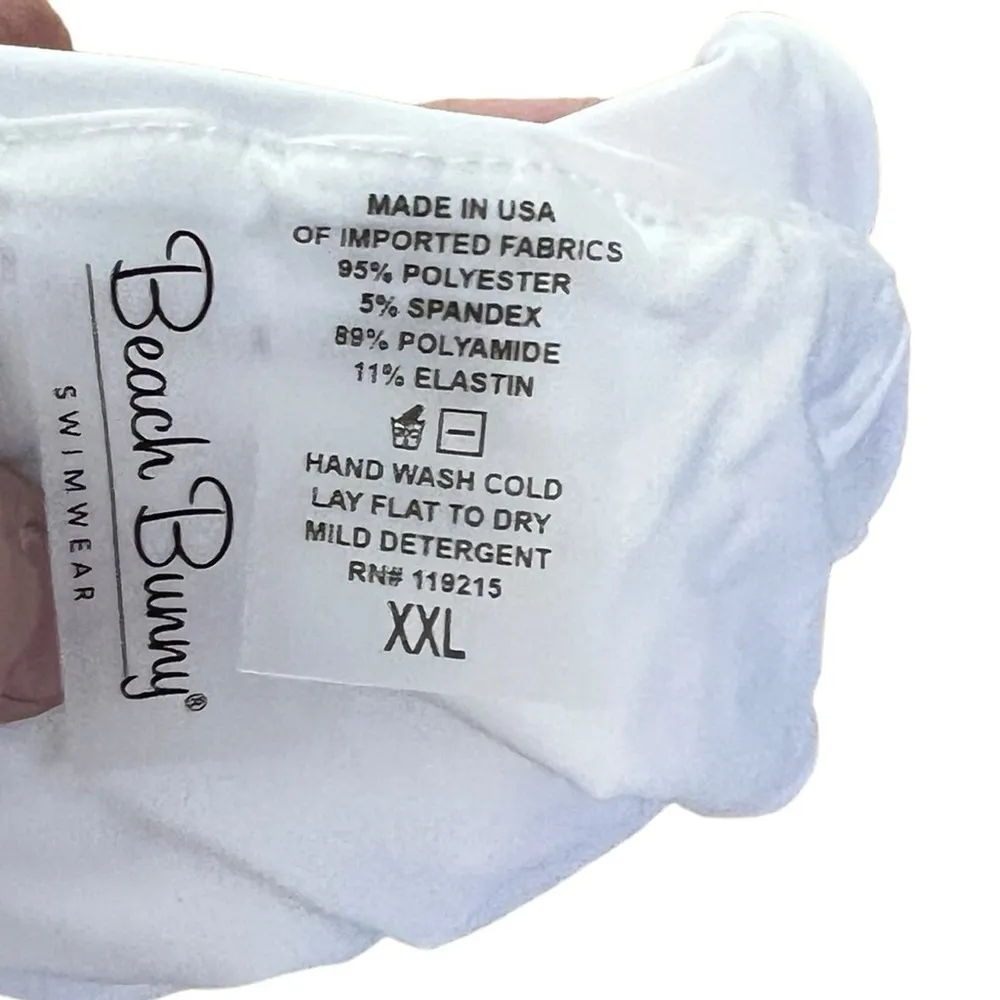 Beach Bunny®
SWIMWEAR
MADE IN USA
OF IMPORTED FABRICS
95% POLYESTER
5% SPANDEX
89% POLYAMIDE
11% ELASTIN
HAND WASH COLD
LAY FLAT TO DRY
MILD DETERGENT
RN# 119215
XXL